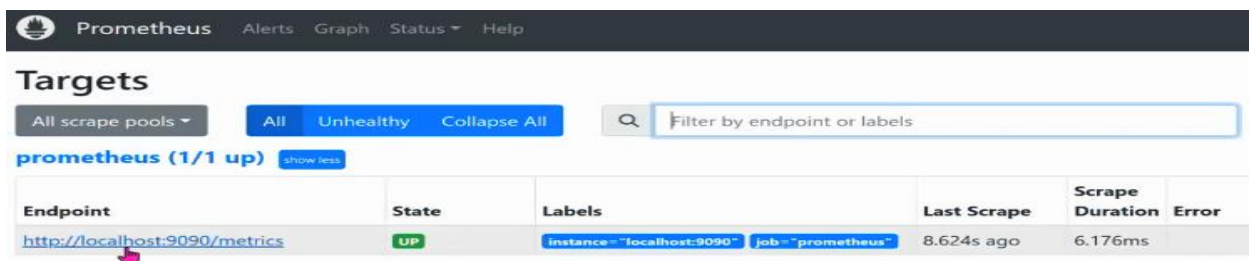 Prometheus Alerts Graph Status Help
Targets
All scrape pools All Unhealthy Collapse All Filter by endpoint or labels
prometheus (1/1 up) show less
Endpoint State Labels Last Scrape Scrape Duration Error
http://localhost:9090/metrics UP instance="localhost:9090" job="prometheus" 8.624s ago 6.176ms